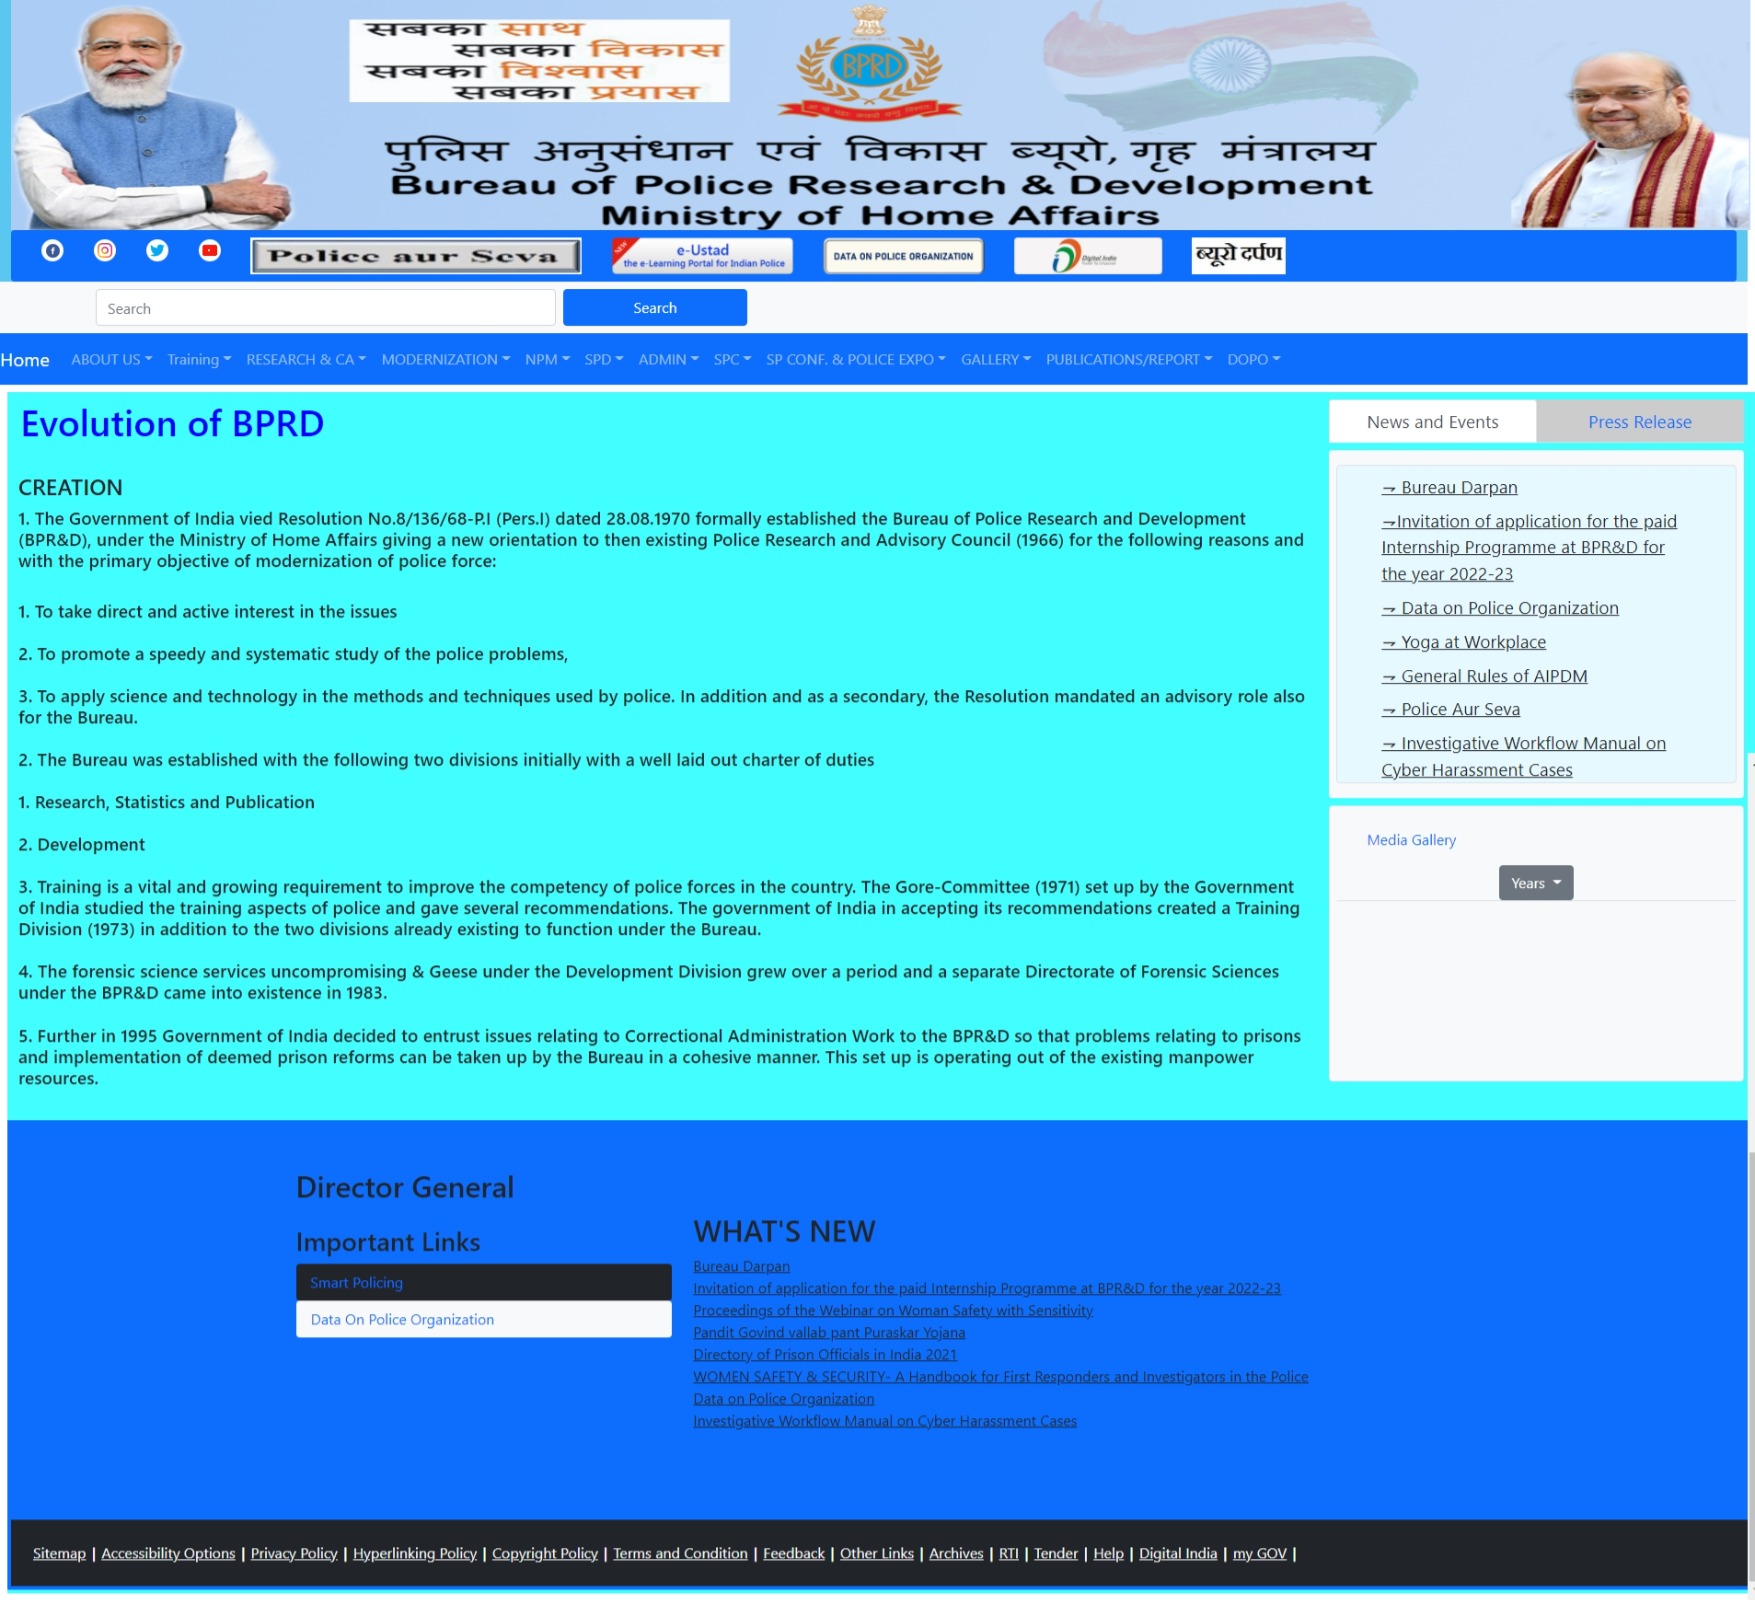 सबका साथ
सबका विकास
सबका विश्वास
सबका प्रयास
BPRD
पुलिस अनुसंधान एवं विकास ब्यूरो, गृह मंत्रालय
Bureau of Police Research & Development
Ministry of Home Affairs
Police aur Seva
NEW
e-Ustad
the e-Learning Portal for Indian Police
DATA ON POLICE ORGANIZATION
Digital India
ब्यूरो दर्पण
Search
Search
Home ABOUT US Training RESEARCH & CA MODERNIZATION NPM SPD ADMIN SPC SP CONF. & POLICE EXPO GALLERY PUBLICATIONS/REPORT DOPO
Evolution of BPRD
CREATION
1. The Government of India vied Resolution No.8/136/68-P.I (Pers.I) dated 28.08.1970 formally established the Bureau of Police Research and Development
(BPR&D), under the Ministry of Home Affairs giving a new orientation to then existing Police Research and Advisory Council (1966) for the following reasons and
with the primary objective of modernization of police force:
1. To take direct and active interest in the issues
2. To promote a speedy and systematic study of the police problems,
3. To apply science and technology in the methods and techniques used by police. In addition and as a secondary, the Resolution mandated an advisory role also
for the Bureau.
2. The Bureau was established with the following two divisions initially with a well laid out charter of duties
1. Research, Statistics and Publication
2. Development
3. Training is a vital and growing requirement to improve the competency of police forces in the country. The Gore-Committee (1971) set up by the Government
of India studied the training aspects of police and gave several recommendations. The government of India in accepting its recommendations created a Training
Division (1973) in addition to the two divisions already existing to function under the Bureau.
4. The forensic science services uncompromising & Geese under the Development Division grew over a period and a separate Directorate of Forensic Sciences
under the BPR&D came into existence in 1983.
5. Further in 1995 Government of India decided to entrust issues relating to Correctional Administration Work to the BPR&D so that problems relating to prisons
and implementation of deemed prison reforms can be taken up by the Bureau in a cohesive manner. This set up is operating out of the existing manpower
resources.
News and Events Press Release
→ Bureau Darpan
→Invitation of application for the paid
Internship Programme at BPR&D for
the year 2022-23
→ Data on Police Organization
→ Yoga at Workplace
→ General Rules of AIPDM
→ Police Aur Seva
→ Investigative Workflow Manual on
Cyber Harassment Cases
Media Gallery
Years
Director General
Important Links
Smart Policing
Data On Police Organization
WHAT'S NEW
Bureau Darpan
Invitation of application for the paid Internship Programme at BPR&D for the year 2022-23
Proceedings of the Webinar on Woman Safety with Sensitivity
Pandit Govind vallab pant Puraskar Yojana
Directory of Prison Officials in India 2021
WOMEN SAFETY & SECURITY- A Handbook for First Responders and Investigators in the Police
Data on Police Organization
Investigative Workflow Manual on Cyber Harassment Cases
Sitemap | Accessibility Options | Privacy Policy | Hyperlinking Policy | Copyright Policy | Terms and Condition | Feedback | Other Links | Archives | RTI | Tender | Help | Digital India | my GOV |